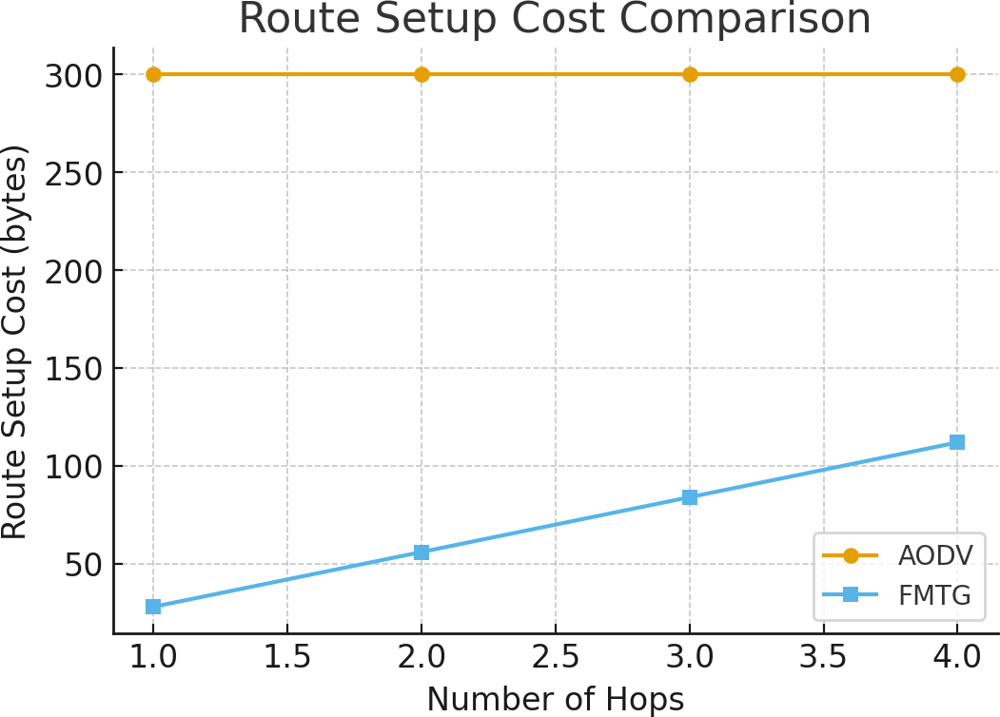 Route Setup Cost Comparison
Route Setup Cost (bytes)
300
250
200
150
100
50
1.0 1.5 2.0 2.5 3.0 3.5 4.0
Number of Hops
AODV
FMTG